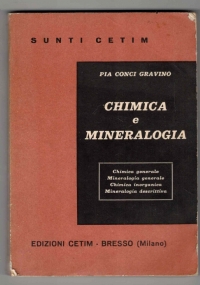 SUNTI CETIM
PIA CONCI GRAVINO
CHIMICA
e
MINERALOGIA
Chimica generale
Mineralogia generale
Chimica inorganica
Mineralogia descrittiva
EDIZIONI CETIM - BRESSO (Milano)